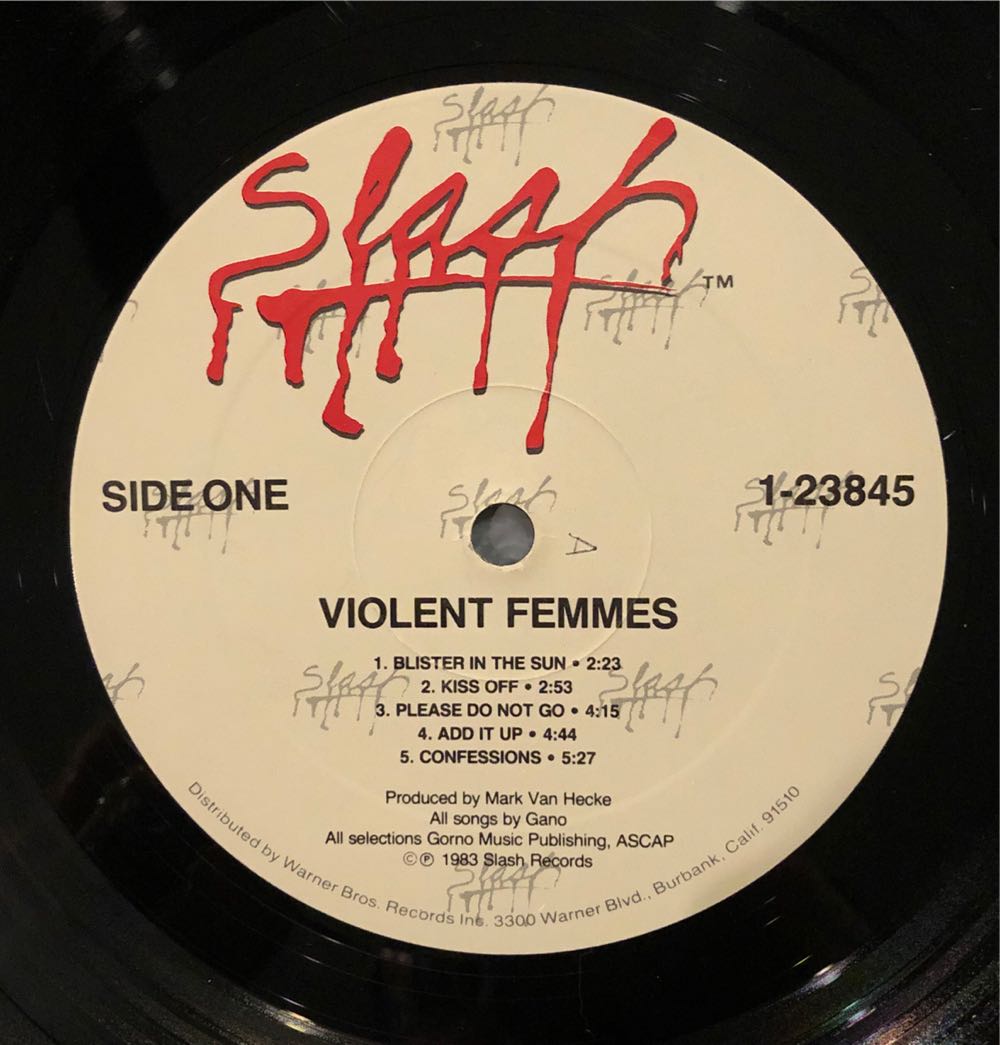 Slash
Slash™
SIDE ONE
1-23845
Slash
D
VIOLENT FEMMES
1. BLISTER IN THE SUN • 2:23
2. KISS OFF • 2:53
3. PLEASE DO NOT GO • 4:15
4. ADD IT UP • 4:44
5. CONFESSIONS • 5:27
Produced by Mark Van Hecke
All songs by Gano
All selections Gorno Music Publishing, ASCAP
©℗ 1983 Slash Records
Slash
Distributed by Warner Bros. Records Inc. 3300 Warner Blvd., Burbank, Calif. 91510